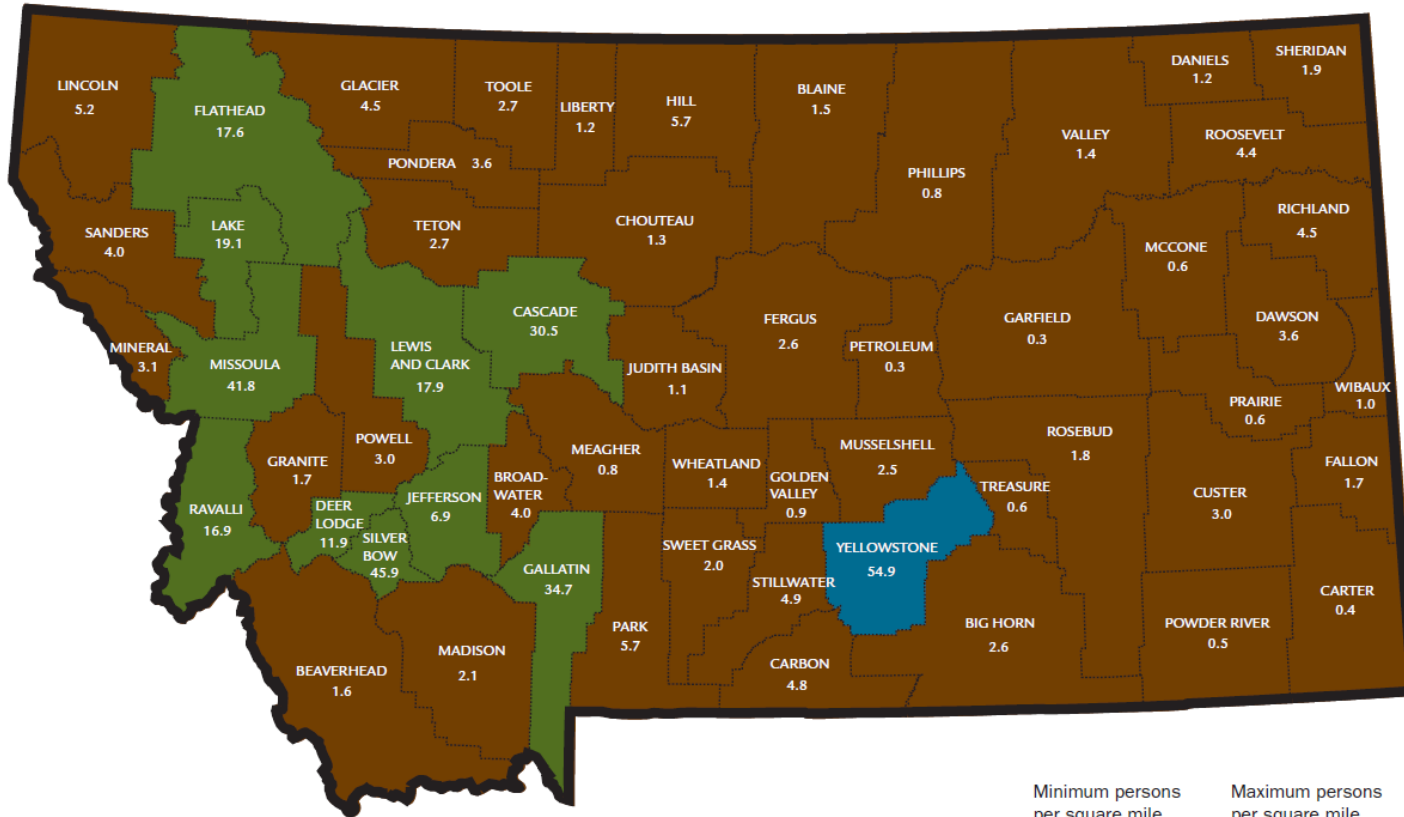 LINCOLN
5.2
FLATHEAD
17.6
GLACIER
4.5
TOOLE
2.7
LIBERTY
1.2
HILL
5.7
BLAINE
1.5
PHILLIPS
0.8
VALLEY
1.4
DANIELS
1.2
SHERIDAN
1.9
ROOSEVELT
4.4
PONDERA 3.6
SANDERS
4.0
LAKE
19.1
TETON
2.7
CHOUTEAU
1.3
MCCONE
0.6
RICHLAND
4.5
MINERAL
3.1
MISSOULA
41.8
LEWIS
AND CLARK
17.9
CASCADE
30.5
JUDITH BASIN
1.1
FERGUS
2.6
PETROLEUM
0.3
GARFIELD
0.3
DAWSON
3.6
WIBAUX
1.0
PRAIRIE
0.6
RAVALLI
16.9
GRANITE
1.7
POWELL
3.0
DEER
LODGE
11.9
SILVER
BOW
45.9
JEFFERSON
6.9
BROAD-
WATER
4.0
MEAGHER
0.8
WHEATLAND
1.4
GOLDEN
VALLEY
0.9
MUSSELSHELL
2.5
ROSEBUD
1.8
TREASURE
0.6
CUSTER
3.0
FALLON
1.7
GALLATIN
34.7
SWEET GRASS
2.0
STILLWATER
4.9
YELLOWSTONE
54.9
BEAVERHEAD
1.6
MADISON
2.1
PARK
5.7
CARBON
4.8
BIG HORN
2.6
POWDER RIVER
0.5
CARTER
0.4
Minimum persons
per square mile
Maximum persons
per square mile